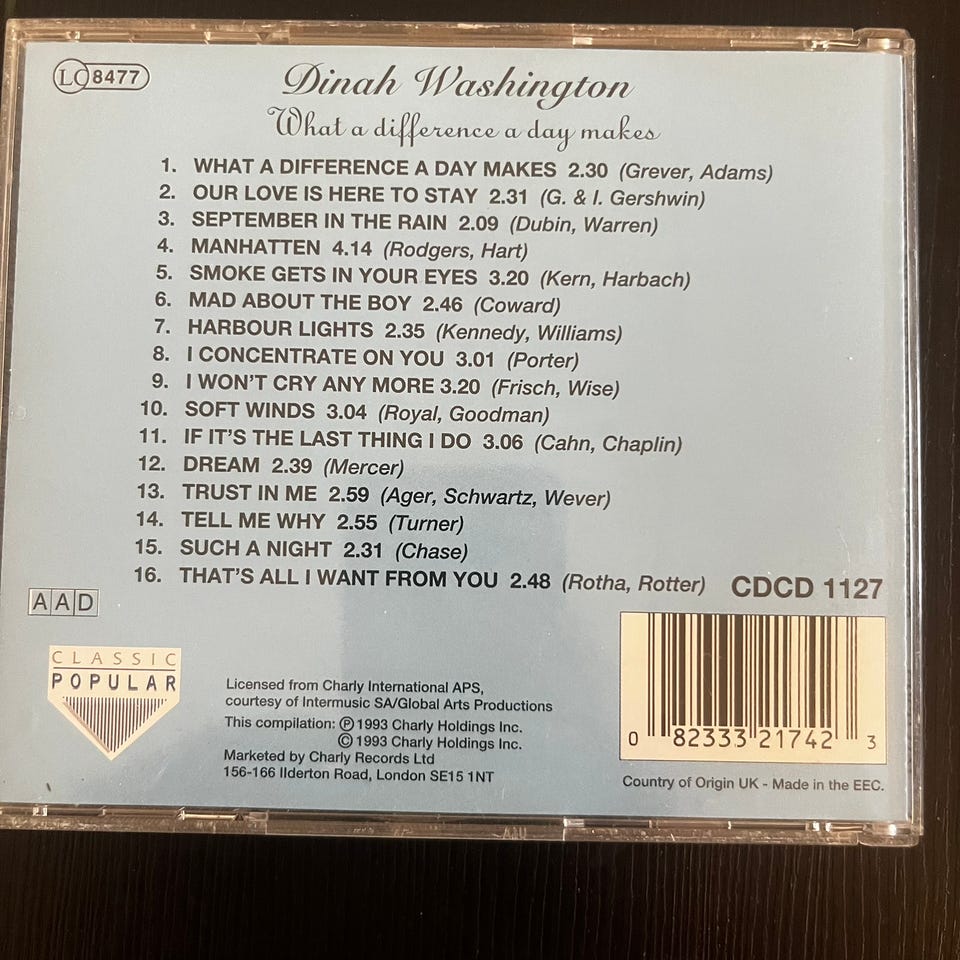 LC 8477
Dinah Washington
What a difference a day makes
1. WHAT A DIFFERENCE A DAY MAKES 2.30 (Grever, Adams)
2. OUR LOVE IS HERE TO STAY 2.31 (G. & I. Gershwin)
3. SEPTEMBER IN THE RAIN 2.09 (Dubin, Warren)
4. MANHATTEN 4.14 (Rodgers, Hart)
5. SMOKE GETS IN YOUR EYES 3.20 (Kern, Harbach)
6. MAD ABOUT THE BOY 2.46 (Coward)
7. HARBOUR LIGHTS 2.35 (Kennedy, Williams)
8. I CONCENTRATE ON YOU 3.01 (Porter)
9. I WON'T CRY ANY MORE 3.20 (Frisch, Wise)
10. SOFT WINDS 3.04 (Royal, Goodman)
11. IF IT'S THE LAST THING I DO 3.06 (Cahn, Chaplin)
12. DREAM 2.39 (Mercer)
13. TRUST IN ME 2.59 (Ager, Schwartz, Wever)
14. TELL ME WHY 2.55 (Turner)
15. SUCH A NIGHT 2.31 (Chase)
16. THAT'S ALL I WANT FROM YOU 2.48 (Rotha, Rotter)
CDCD 1127
AAD
CLASSIC
POPULAR
Licensed from Charly International APS,
courtesy of Intermusic SA/Global Arts Productions
This compilation: ℗ 1993 Charly Holdings Inc.
© 1993 Charly Holdings Inc.
Marketed by Charly Records Ltd
156-166 Ilderton Road, London SE15 1NT
0 82333 21742 3
Country of Origin UK - Made in the EEC.